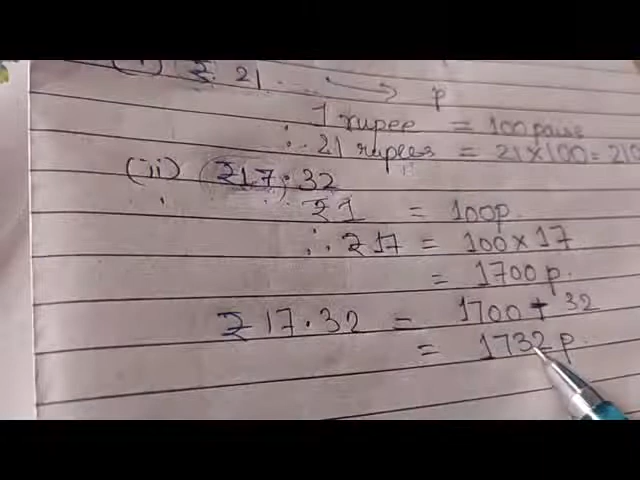 (i) ₹ 21 → p
1 rupee = 100 paise
∴ 21 rupees = 21×100=210
(ii) ₹17.32
₹1 = 100p.
∴ ₹17 = 100×17
= 1700 p.
₹17.32 = 1700 + 32
= 1732 p.